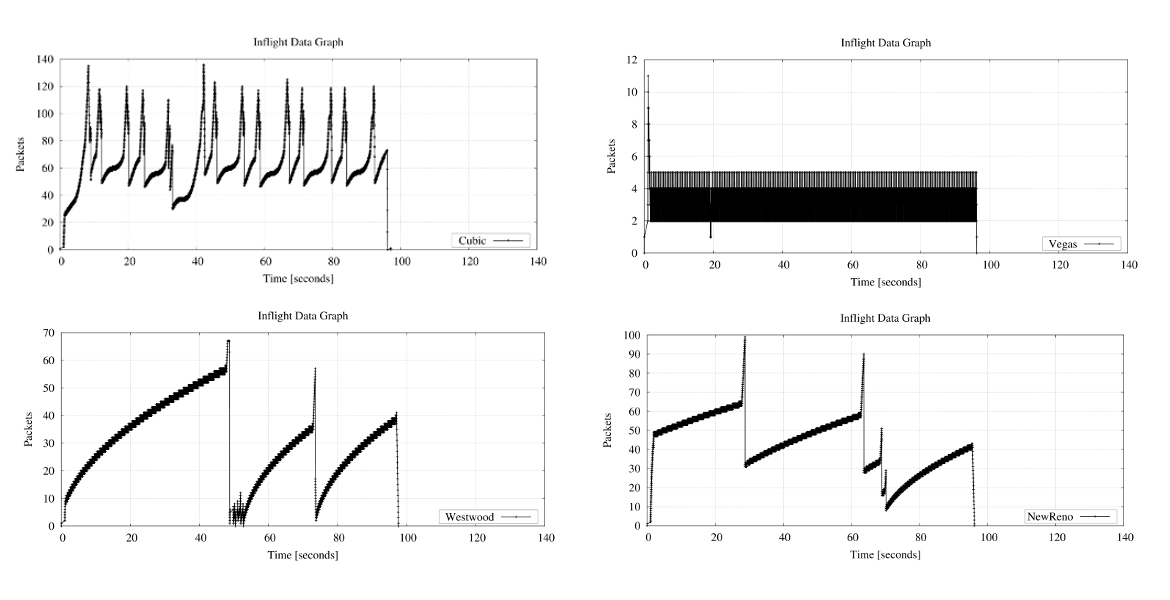 Inflight Data Graph
140
120
100
80
60
40
20
0
Packets
0 20 40 60 80 100 120 140
Time [seconds]
Cubic
Inflight Data Graph
12
10
8
6
4
2
0
Packets
0 20 40 60 80 100 120 140
Time [seconds]
Vegas
Inflight Data Graph
70
60
50
40
30
20
10
0
Packets
0 20 40 60 80 100 120 140
Time [seconds]
Westwood
Inflight Data Graph
100
90
80
70
60
50
40
30
20
10
0
Packets
0 20 40 60 80 100 120 140
Time [seconds]
NewReno